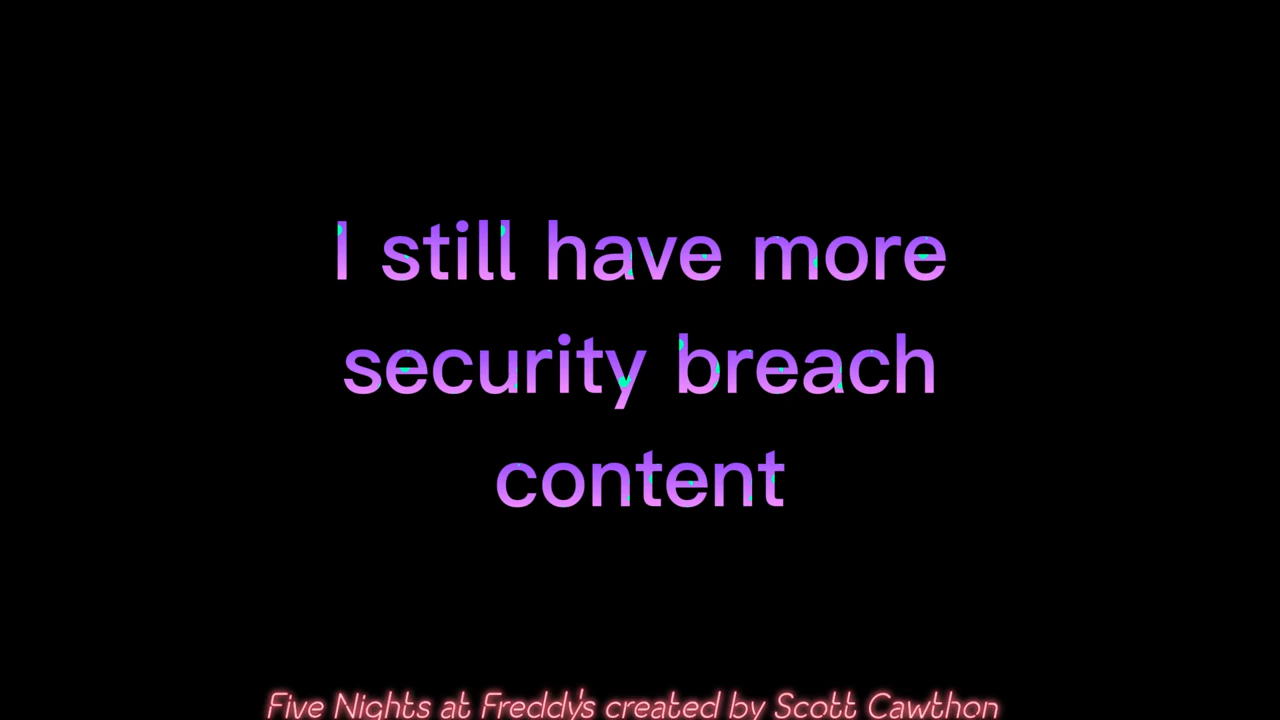 I still have more
security breach
content
Five Nights at Freddy's created by Scott Cawthon